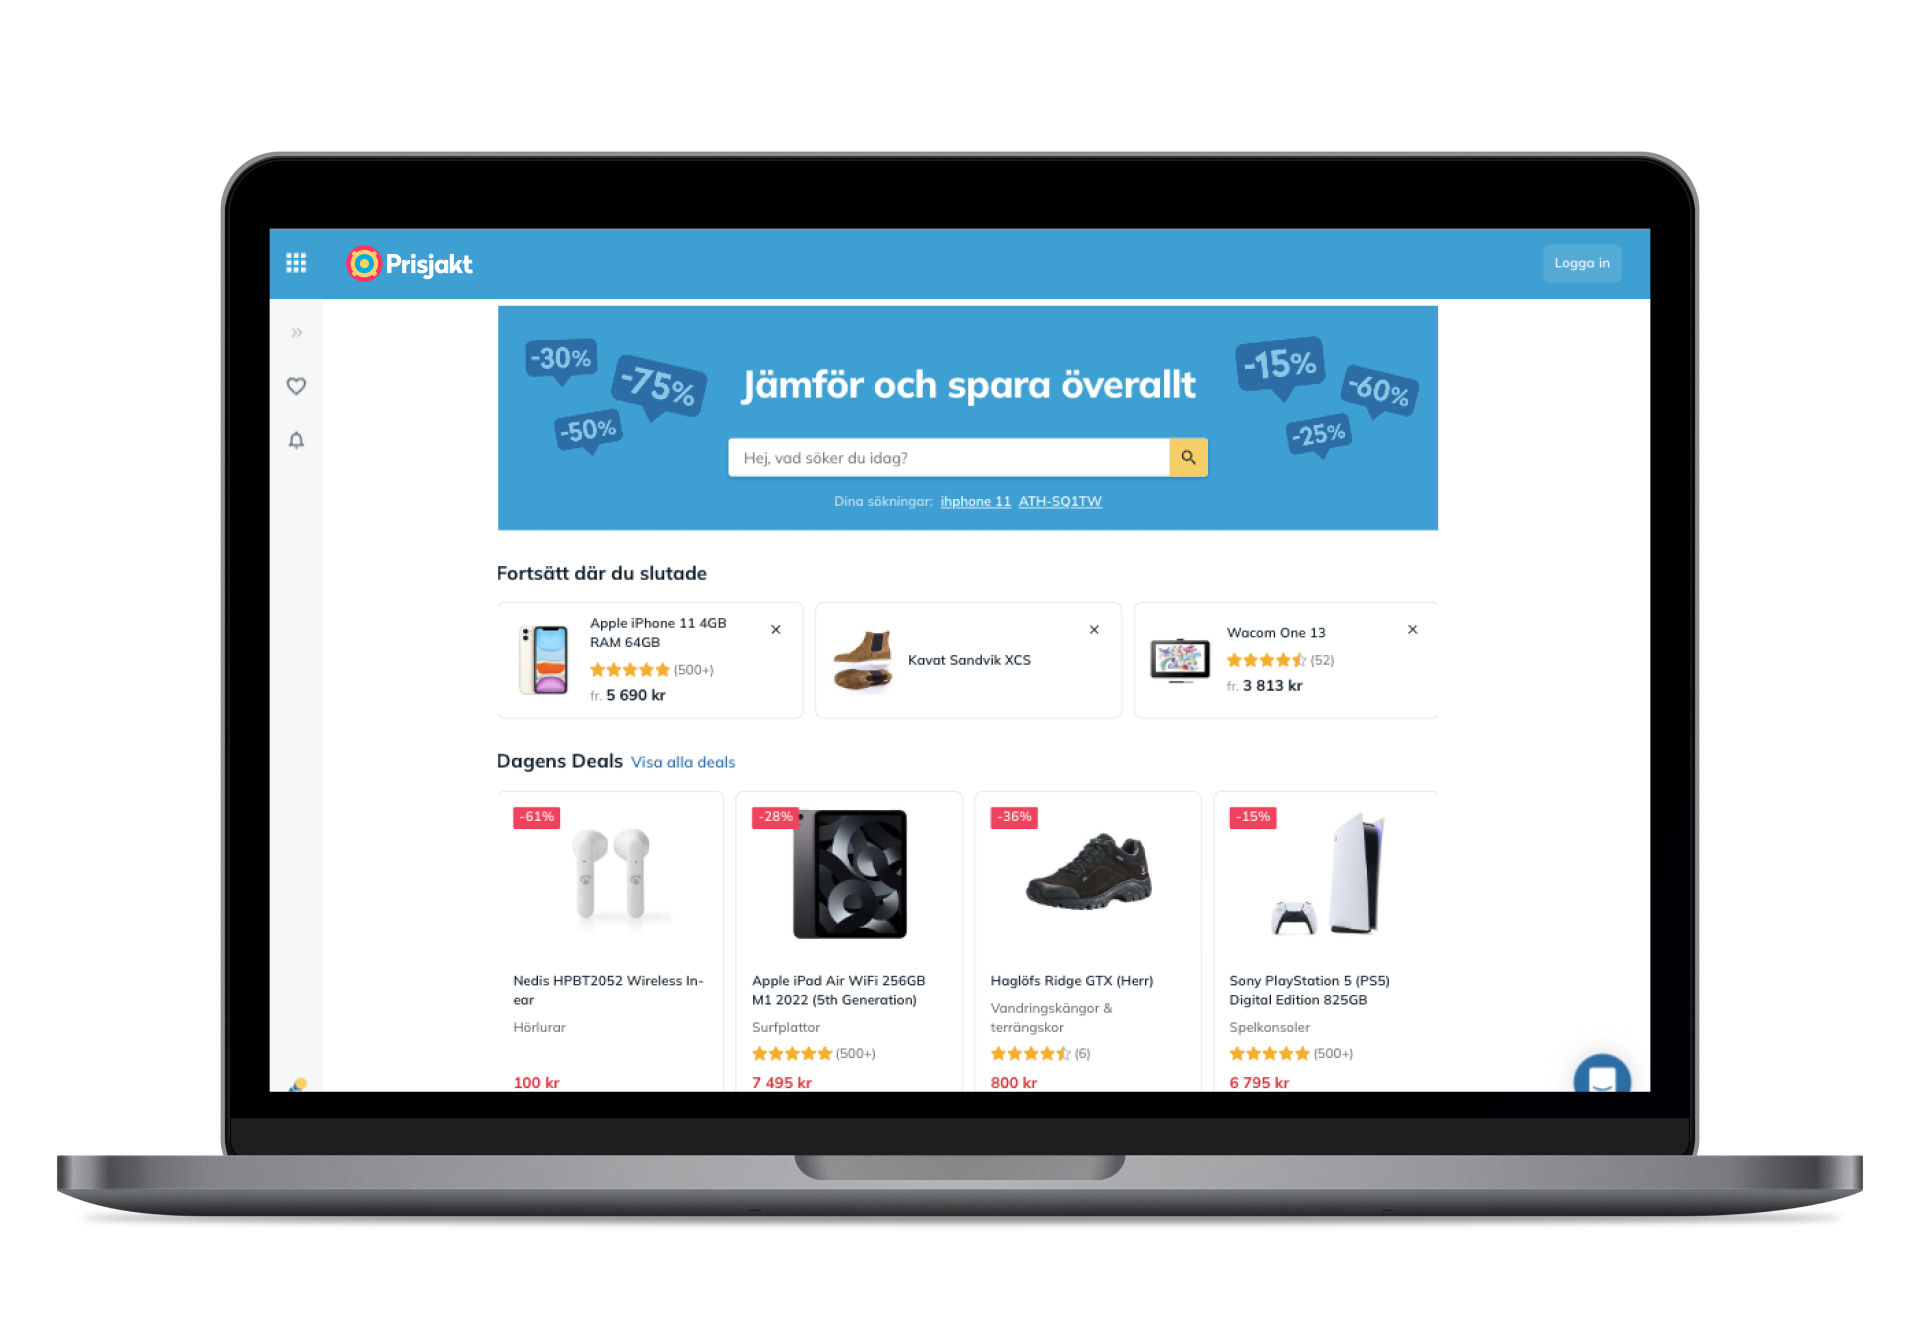 Prisjakt
Logga in
-30%
-75%
-50%
Jämför och spara överallt
-15%
-60%
-25%
Hej, vad söker du idag?
Dina sökningar: ihphone 11 ATH-SQ1TW
Fortsätt där du slutade
Apple iPhone 11 4GB
RAM 64GB
(500+)
fr. 5 690 kr
Kavat Sandvik XCS
Wacom One 13
(52)
fr. 3 813 kr
Dagens Deals Visa alla deals
-61%
Nedis HPBT2052 Wireless In-
ear
Hörlurar
100 kr
-28%
Apple iPad Air WiFi 256GB
M1 2022 (5th Generation)
Surfplattor
(500+)
7 495 kr
-36%
Haglöfs Ridge GTX (Herr)
Vandringskängor &
terrängskor
(6)
800 kr
-15%
Sony PlayStation 5 (PS5)
Digital Edition 825GB
Spelkonsoler
(500+)
6 795 kr